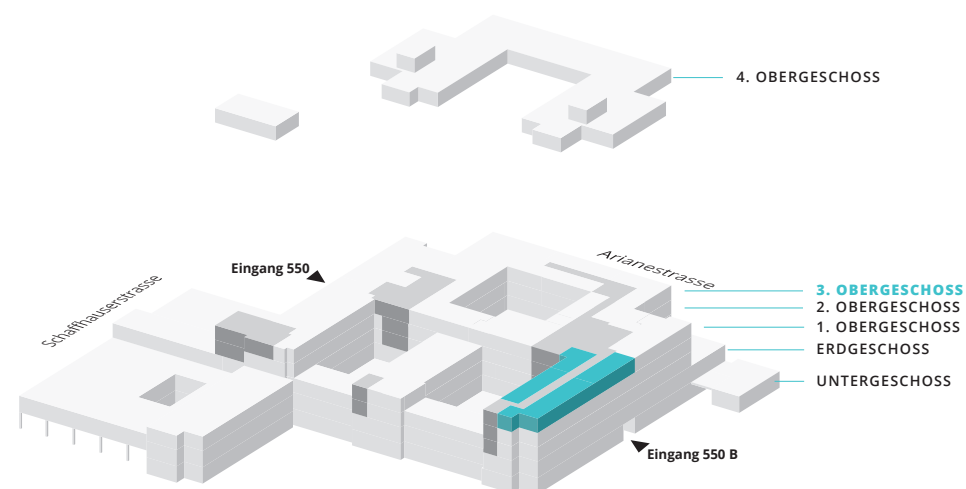 4. OBERGESCHOSS
Arianestrasse
Eingang 550
Schaffhauserstrasse
3. OBERGESCHOSS
2. OBERGESCHOSS
1. OBERGESCHOSS
ERDGESCHOSS
UNTERGESCHOSS
Eingang 550 B